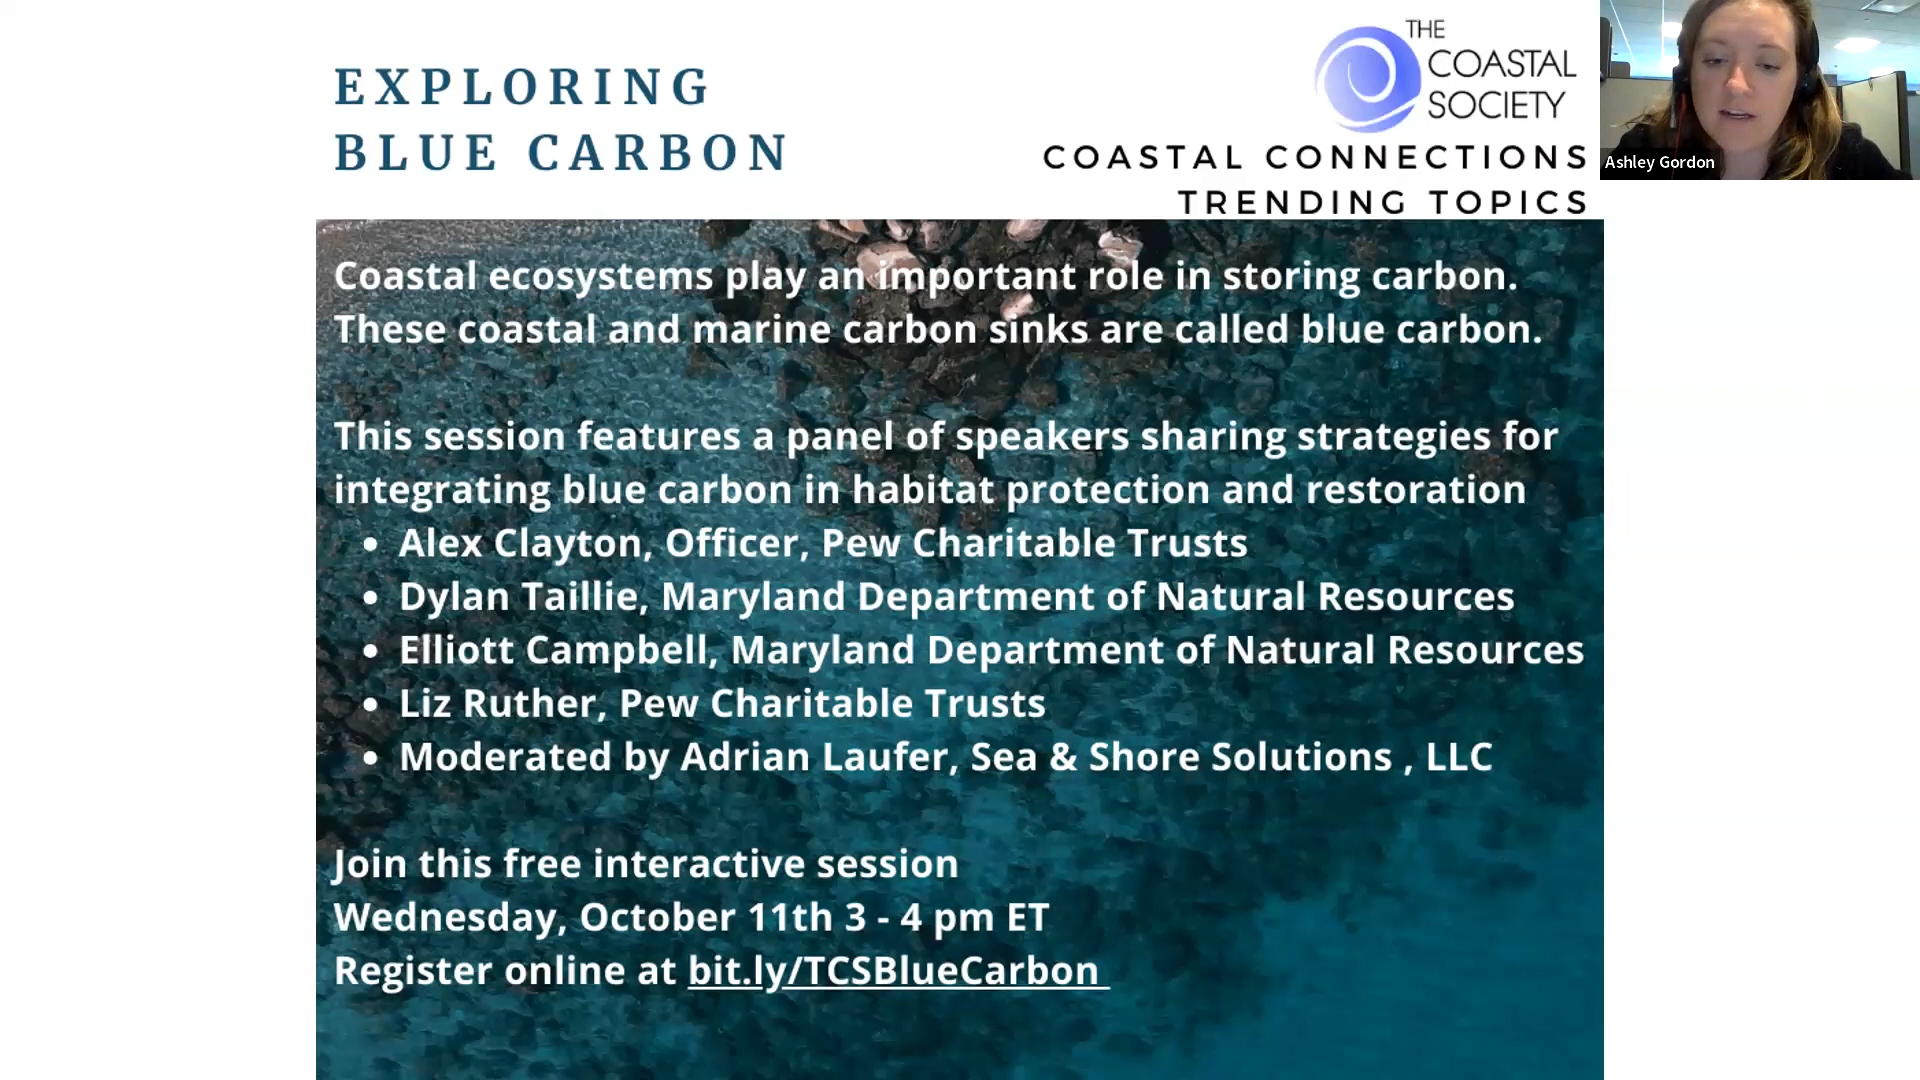 EXPLORING
BLUE CARBON
THE
COASTAL
SOCIETY
COASTAL CONNECTIONS
TRENDING TOPICS
Ashley Gordon
Coastal ecosystems play an important role in storing carbon.
These coastal and marine carbon sinks are called blue carbon.
This session features a panel of speakers sharing strategies for
integrating blue carbon in habitat protection and restoration
• Alex Clayton, Officer, Pew Charitable Trusts
• Dylan Taillie, Maryland Department of Natural Resources
• Elliott Campbell, Maryland Department of Natural Resources
• Liz Ruther, Pew Charitable Trusts
• Moderated by Adrian Laufer, Sea & Shore Solutions , LLC
Join this free interactive session
Wednesday, October 11th 3 - 4 pm ET
Register online at bit.ly/TCSBlueCarbon